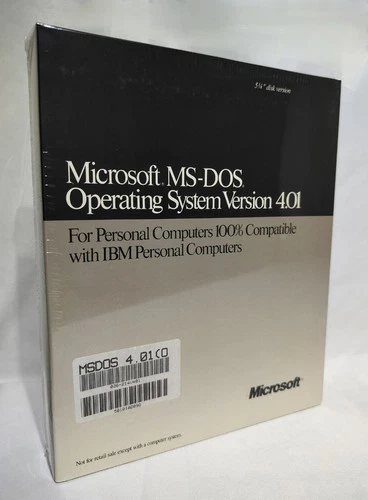 5¼" disk version
Microsoft® MS-DOS®
Operating System Version 4.01
For Personal Computers 100% Compatible
with IBM Personal Computers
MSDOS 4.01CO
Microsoft®
Not for retail sale except with a computer system.